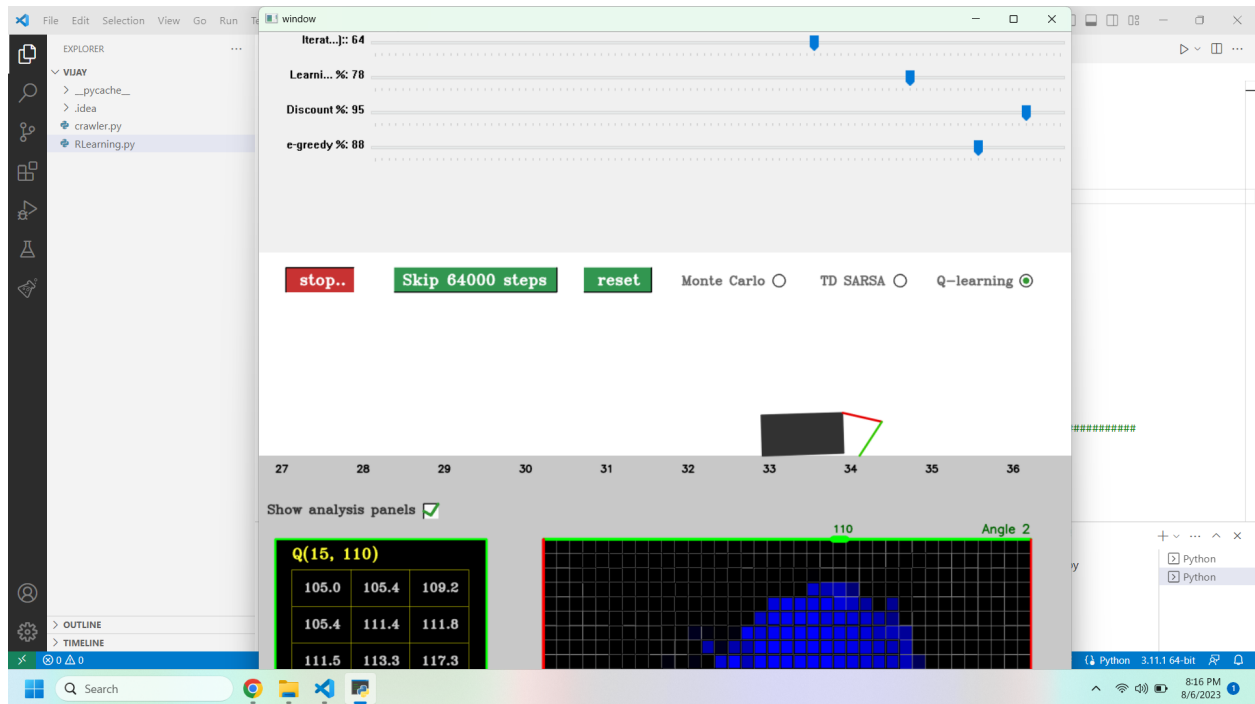 File Edit Selection View Go Run Te
window
Iterat...):: 64
Learni... %: 78
Discount %: 95
e-greedy %: 88
EXPLORER
VIJAY
__pycache__
.idea
crawler.py
RLearning.py
stop..
Skip 64000 steps
reset
Monte Carlo
TD SARSA
Q-learning
###########
27 28 29 30 31 32 33 34 35 36
Show analysis panels
110
Angle 2
Q(15, 110)
105.0 105.4 109.2
105.4 111.4 111.8
111.5 113.3 117.3
py
Python
Python
OUTLINE
TIMELINE
0 0
Python 3.11.1 64-bit
Search
8:16 PM
8/6/2023
1